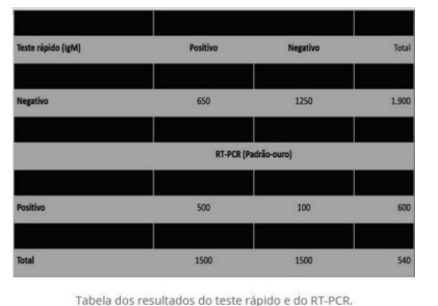 Teste rápido (IgM) Positivo Negativo Total
Negativo 650 1250 1.900
RT-PCR (Padrão-ouro)
Positivo 500 100 600
Total 1500 1500 540
Tabela dos resultados do teste rápido e do RT-PCR.